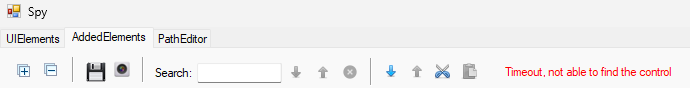 Spy
UIElements AddedElements PathEditor
Search: Timeout, not able to find the control